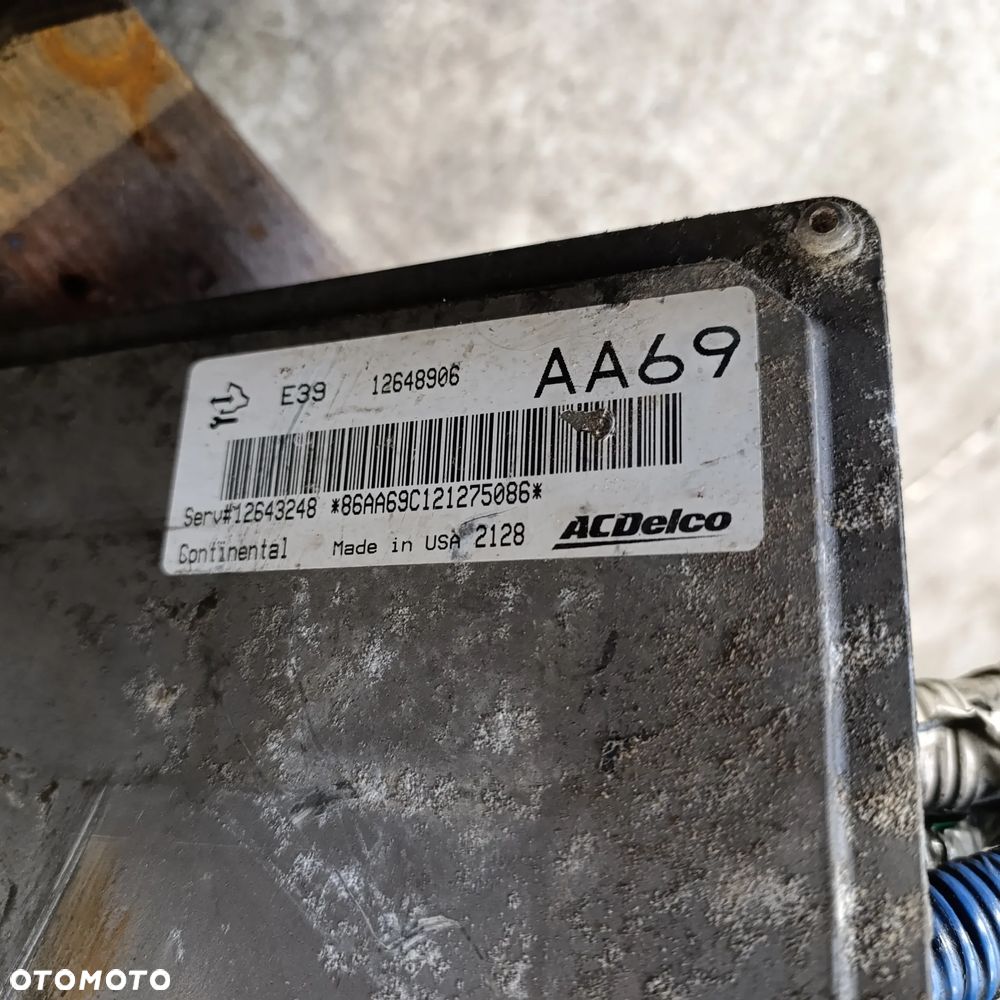 E39 12648906 AA69
Serv#12643248 *86AA69C121275086*
Continental Made in USA 2128 ACDelco
OTOMOTO